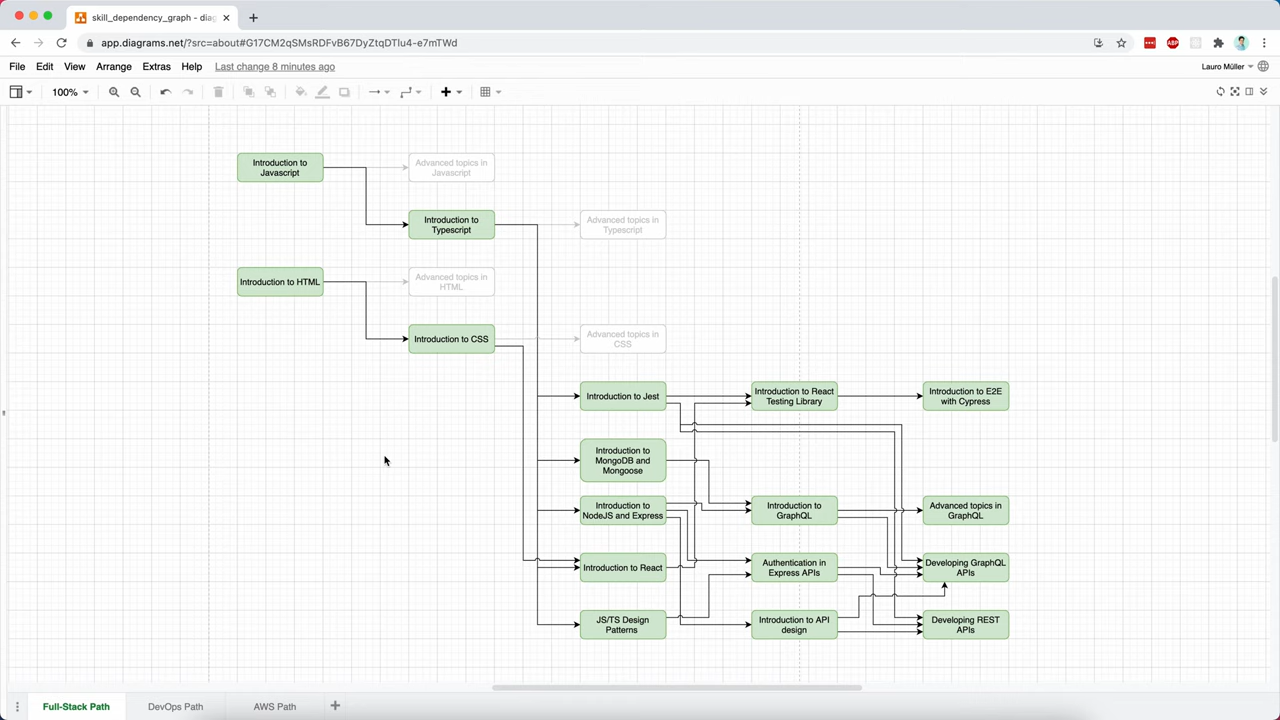 skill_dependency_graph - diag
app.diagrams.net/?src=about#G17CM2qSMsRDFvB67DyZtqDTlu4-e7mTWd
ABP
File Edit View Arrange Extras Help Last change 8 minutes ago
Lauro Müller
100%
Introduction to
Javascript
Advanced topics in
Javascript
Introduction to
Typescript
Advanced topics in
Typescript
Introduction to HTML
Advanced topics in
HTML
Introduction to CSS
Advanced topics in
CSS
Introduction to Jest
Introduction to React
Testing Library
Introduction to E2E
with Cypress
Introduction to
MongoDB and
Mongoose
Introduction to
NodeJS and Express
Introduction to
GraphQL
Advanced topics in
GraphQL
Introduction to React
Authentication in
Express APIs
Developing GraphQL
APIs
JS/TS Design
Patterns
Introduction to API
design
Developing REST
APIs
Full-Stack Path DevOps Path AWS Path